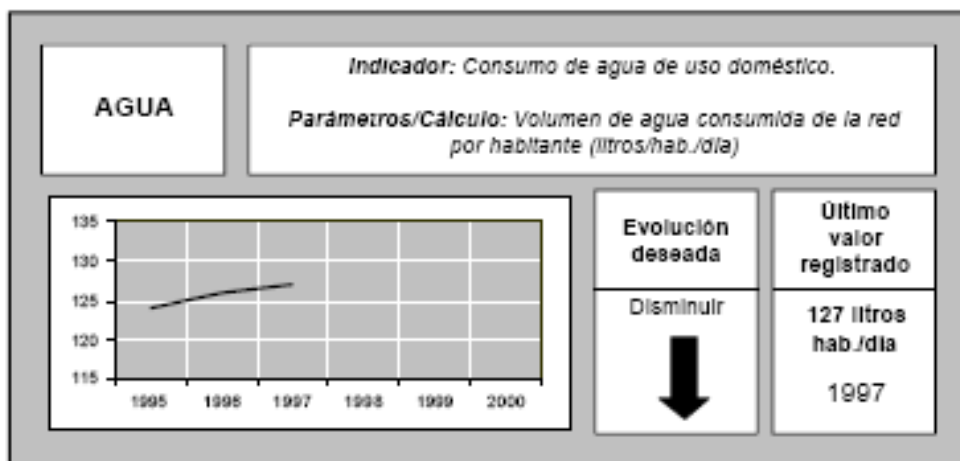 AGUA
Indicador: Consumo de agua de uso doméstico.
Parámetros/Cálculo: Volumen de agua consumida de la red
por habitante (litros/hab./día)
135
130
125
120
115
1995 1996 1997 1998 1999 2000
Evolución
deseada
Disminuir
Último
valor
registrado
127 litros
hab./día
1997